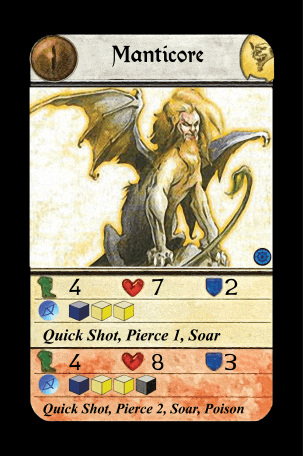 Manticore
4 7 2
Quick Shot, Pierce 1, Soar
4 8 3
Quick Shot, Pierce 2, Soar, Poison